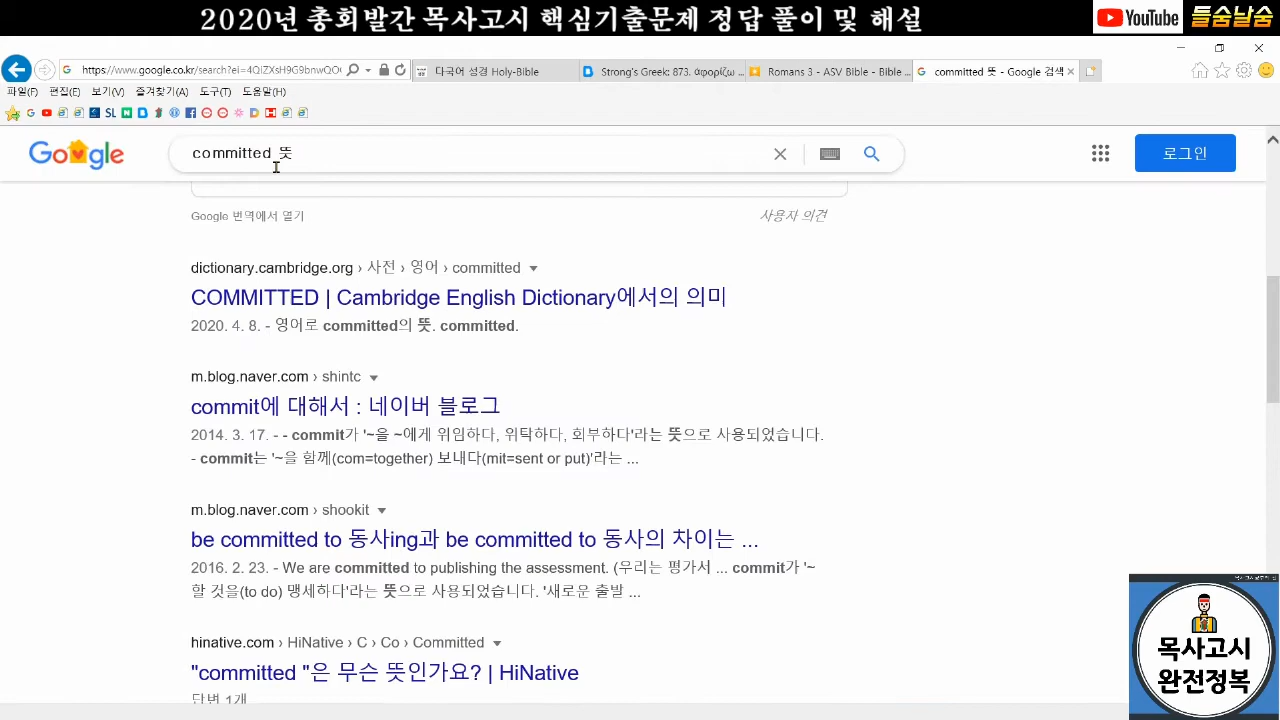 2020년 총회발간 목사고시 핵심기출문제 정답 풀이 및 해설
YouTube 들숨날숨
https://www.google.co.kr/search?ei=4QIZXsH9G9bnwQO
다국어 성경 Holy-Bible
Strong's Greek: 873. ἀφορίζω ...
Romans 3 - ASV Bible - Bible ...
committed 뜻 - Google 검색
파일(F) 편집(E) 보기(V) 즐겨찾기(A) 도구(T) 도움말(H)
Google
committed 뜻
로그인
Google 번역에서 열기
사용자 의견
dictionary.cambridge.org › 사전 › 영어 › committed
COMMITTED | Cambridge English Dictionary에서의 의미
2020. 4. 8. - 영어로 committed의 뜻. committed.
m.blog.naver.com › shintc
commit에 대해서 : 네이버 블로그
2014. 3. 17. - - commit가 '~을 ~에게 위임하다, 위탁하다, 회부하다'라는 뜻으로 사용되었습니다.
- commit는 '~을 함께(com=together) 보내다(mit=sent or put)'라는 ...
m.blog.naver.com › shookit
be committed to 동사ing과 be committed to 동사의 차이는 ...
2016. 2. 23. - We are committed to publishing the assessment. (우리는 평가서 ... commit가 '~
할 것을(to do) 맹세하다'라는 뜻으로 사용되었습니다. '새로운 출발 ...
hinative.com › HiNative › C › Co › Committed
"committed "은 무슨 뜻인가요? | HiNative
답변 1개
목사고시
완전정복